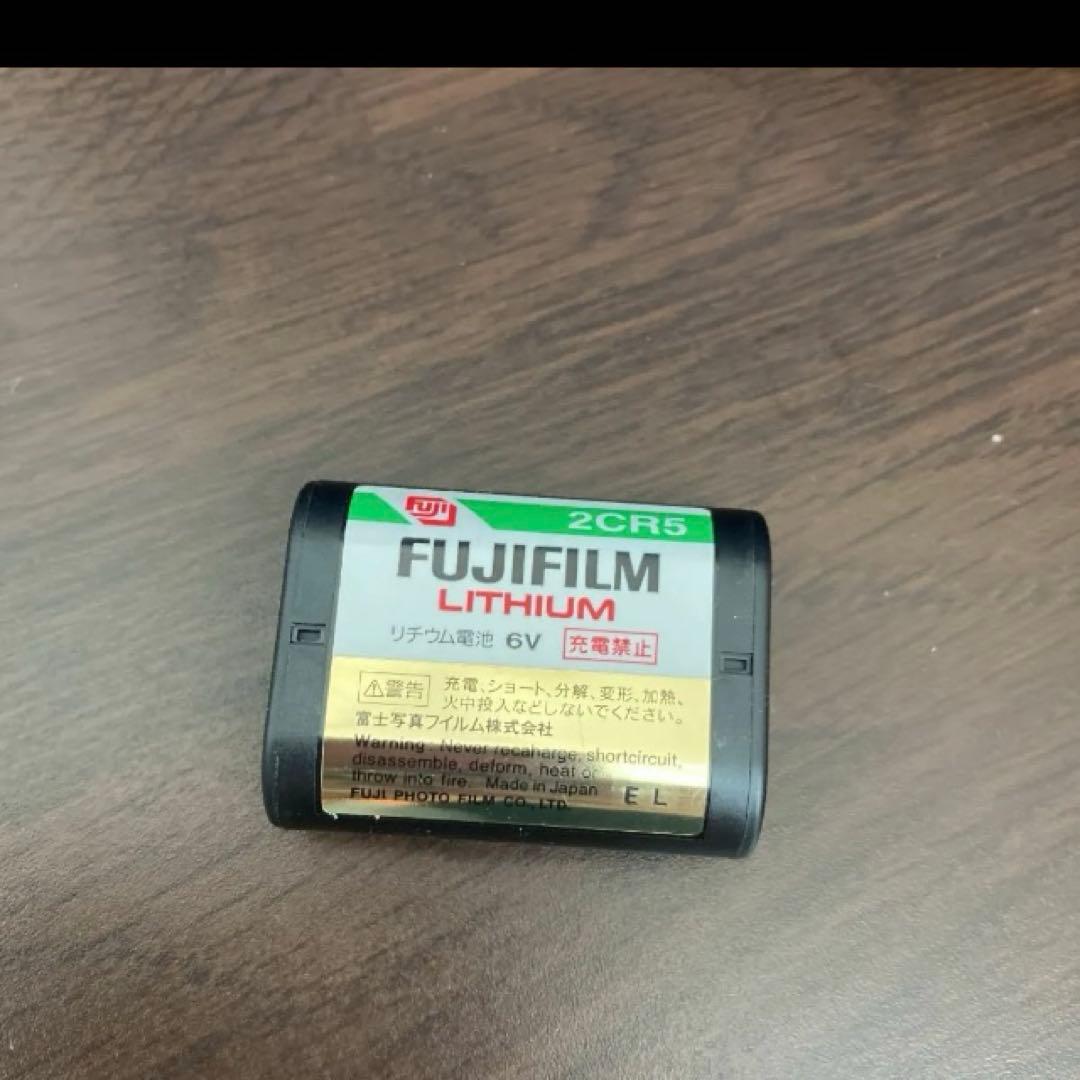 FUJI
2CR5
FUJIFILM
LITHIUM
リチウム電池 6V 充電禁止
警告 充電、ショート、分解、変形、加熱、
火中投入などしないでください。
富士写真フイルム株式会社
Warning : Never recaharge, shortcircuit,
disassemble, deform, heat or
throw into fire. Made in Japan
FUJI PHOTO FILM CO., LTD. E L